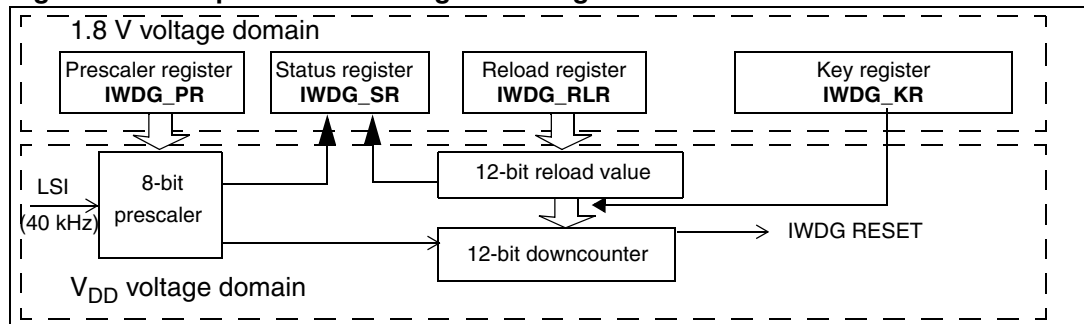 1.8 V voltage domain
Prescaler register
IWDG_PR
Status register
IWDG_SR
Reload register
IWDG_RLR
Key register
IWDG_KR
LSI
(40 kHz)
8-bit
prescaler
12-bit reload value
12-bit downcounter
IWDG RESET
VDD voltage domain